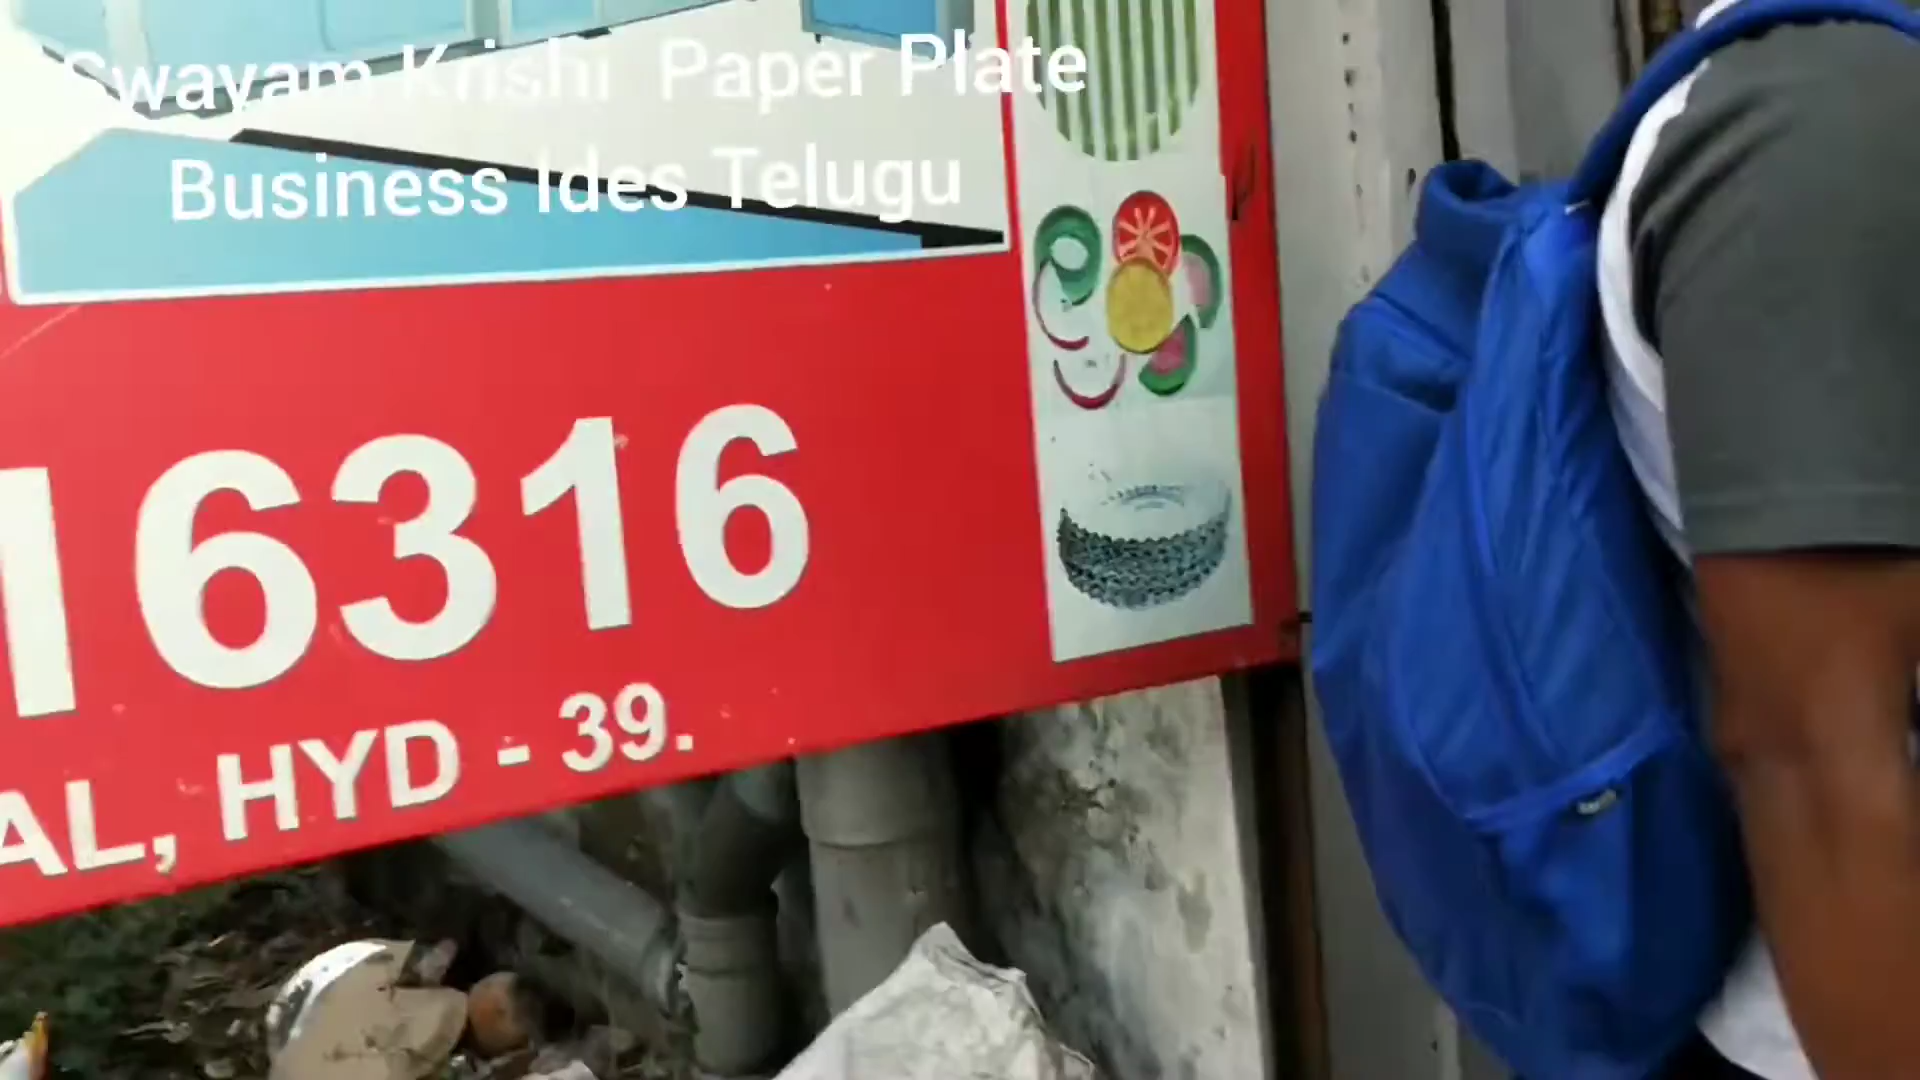 Swayam Krishi Paper Plate
Business Ides Telugu
16316
AL, HYD - 39.